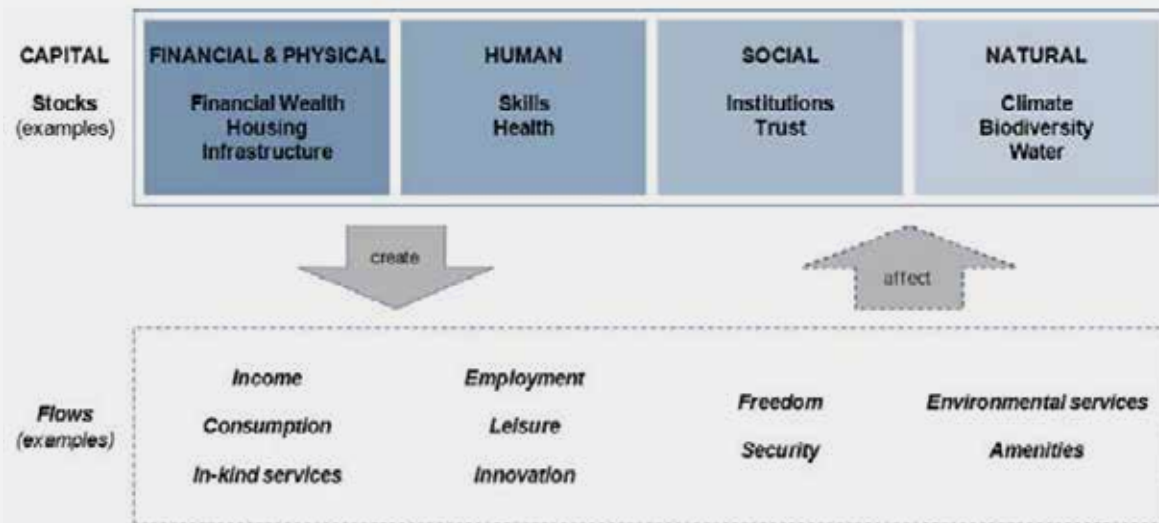 CAPITAL
Stocks
(examples)
FINANCIAL & PHYSICAL
Financial Wealth
Housing
Infrastructure
HUMAN
Skills
Health
SOCIAL
Institutions
Trust
NATURAL
Climate
Biodiversity
Water
create
affect
Flows
(examples)
Income
Consumption
In-kind services
Employment
Leisure
Innovation
Freedom
Security
Environmental services
Amenities